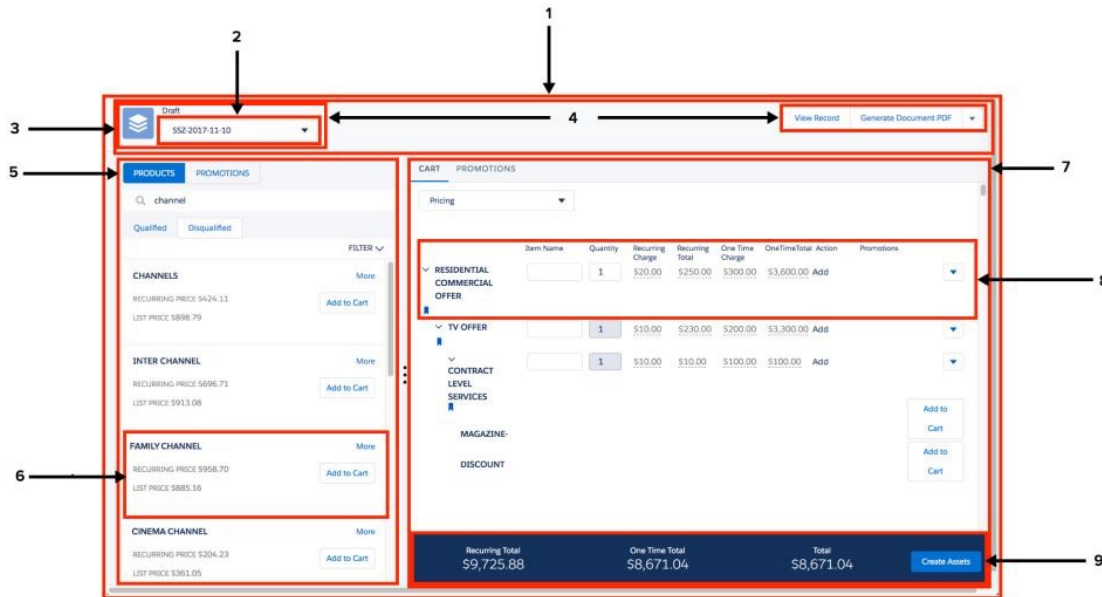 1
2
3
4
Draft
SSZ-2017-11-10
View Record Generate Document PDF
5
7
PRODUCTS PROMOTIONS
channel
Qualified Disqualified
FILTER
CHANNELS More
RECURRING PRICE $424.11
Add to Cart
LIST PRICE $898.79
INTER CHANNEL More
RECURRING PRICE $696.71
Add to Cart
LIST PRICE $913.08
6
FAMILY CHANNEL More
RECURRING PRICE $958.70
Add to Cart
LIST PRICE $885.16
CINEMA CHANNEL More
RECURRING PRICE $204.23
Add to Cart
LIST PRICE $361.05
CART PROMOTIONS
Pricing
Item Name Quantity Recurring Charge Recurring Total One Time Charge OneTimeTotal Action Promotions
8
RESIDENTIAL 1 $20.00 $250.00 $300.00 $3,600.00 Add
COMMERCIAL
OFFER
TV OFFER 1 $10.00 $230.00 $200.00 $3,300.00 Add
CONTRACT 1 $10.00 $10.00 $100.00 $100.00 Add
LEVEL
SERVICES
MAGAZINE-
DISCOUNT
Add to
Cart
Add to
Cart
Recurring Total One Time Total Total
$9,725.88 $8,671.04 $8,671.04
Create Assets
9